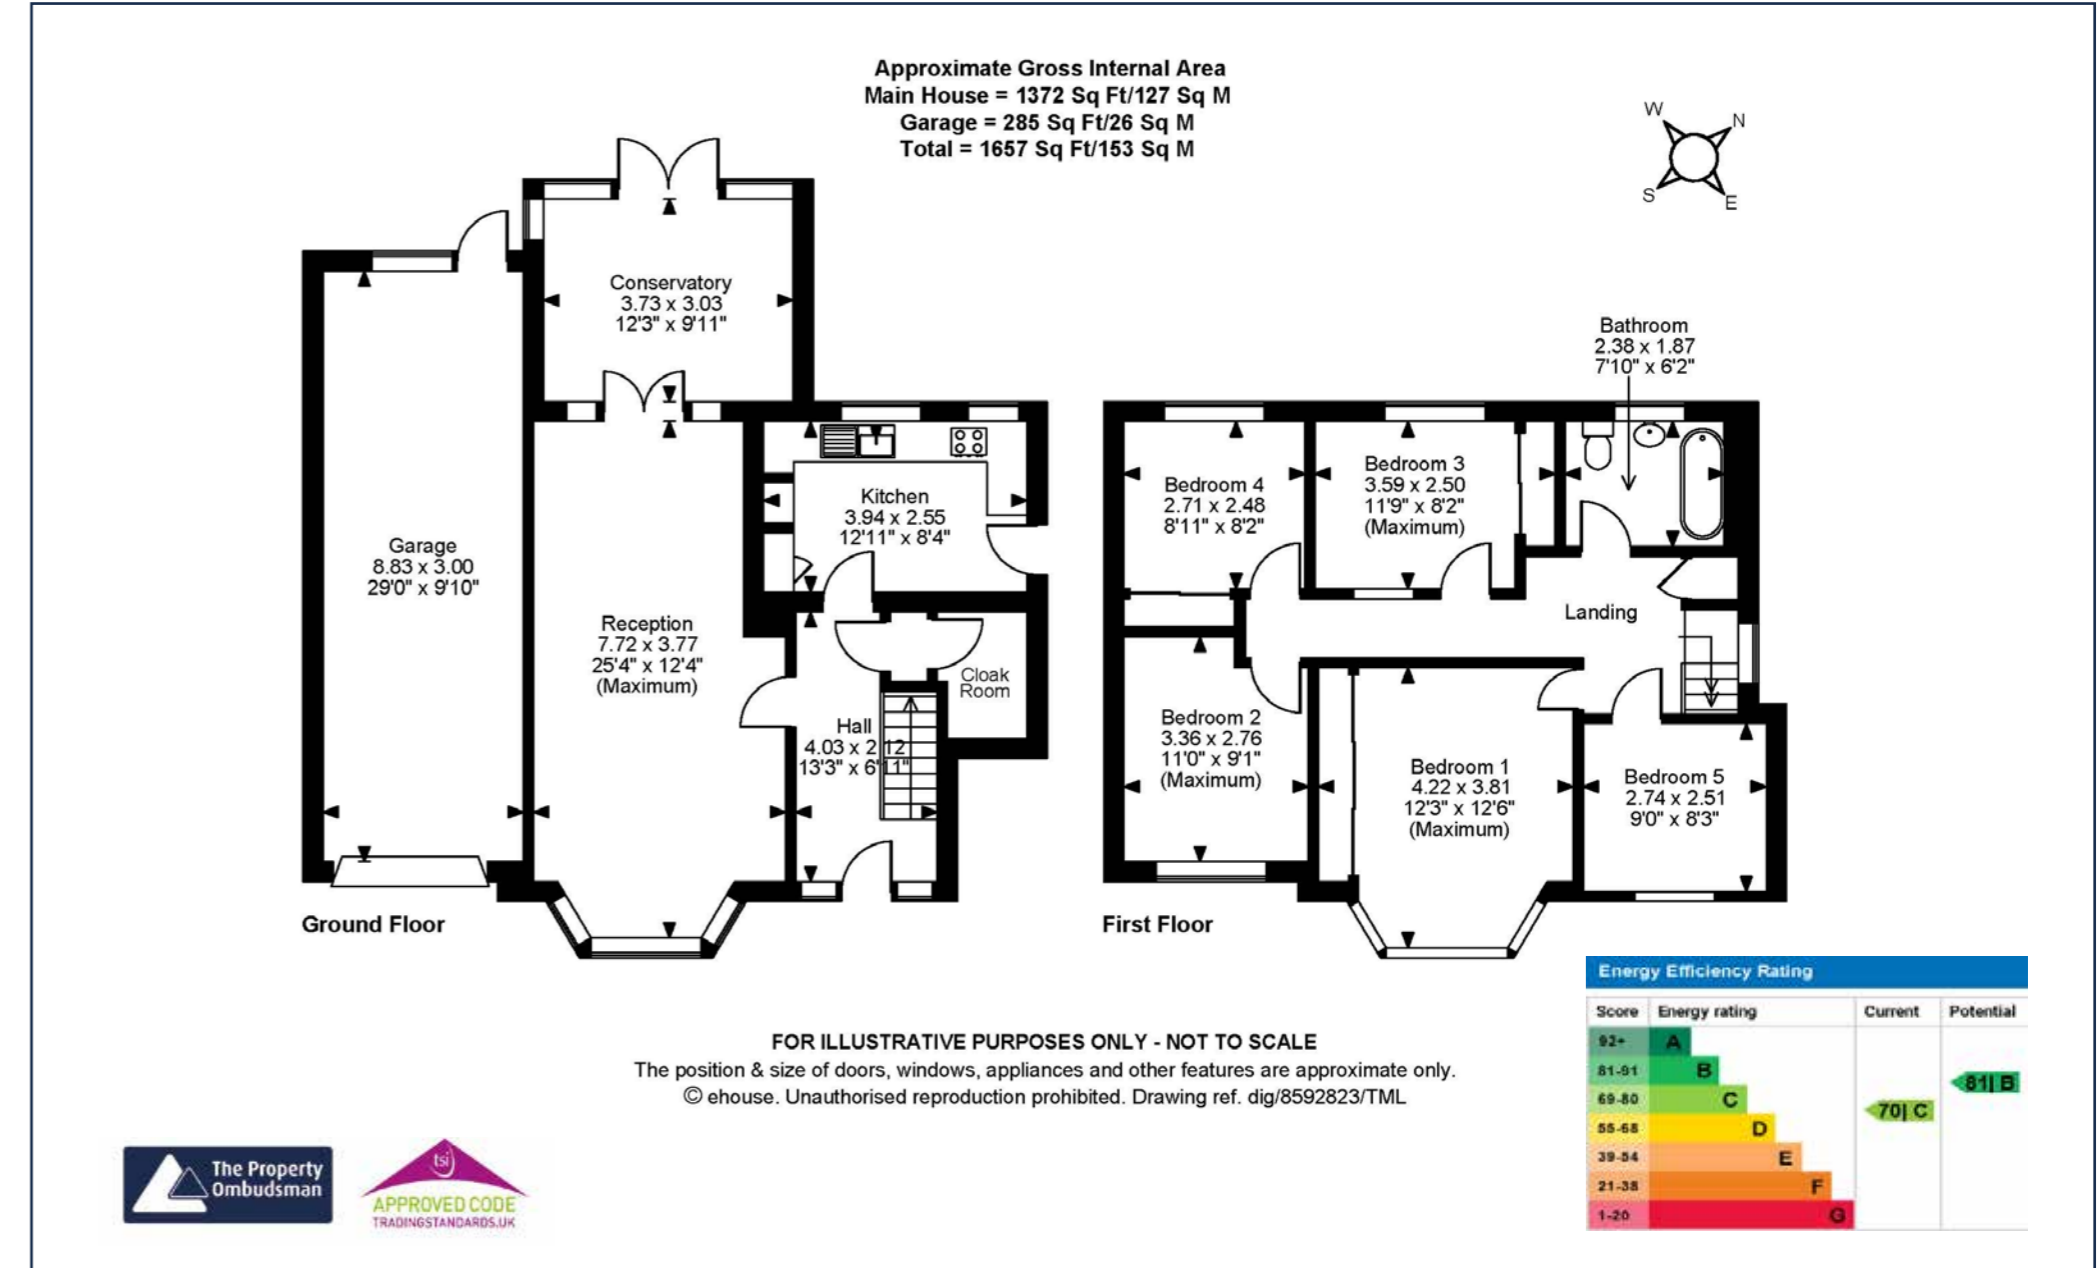 Approximate Gross Internal Area
Main House = 1372 Sq Ft/127 Sq M
Garage = 285 Sq Ft/26 Sq M
Total = 1657 Sq Ft/153 Sq M
W
N
S
E
Conservatory
3.73 x 3.03
12'3" x 9'11"
Kitchen
3.94 x 2.55
12'11" x 8'4"
Garage
8.83 x 3.00
29'0" x 9'10"
Reception
7.72 x 3.77
25'4" x 12'4"
(Maximum)
Cloak
Room
Hall
4.03 x 2.12
13'3" x 6'11"
Ground Floor
Bathroom
2.38 x 1.87
7'10" x 6'2"
Bedroom 4
2.71 x 2.48
8'11" x 8'2"
Bedroom 3
3.59 x 2.50
11'9" x 8'2"
(Maximum)
Landing
Bedroom 2
3.36 x 2.76
11'0" x 9'1"
(Maximum)
Bedroom 1
4.22 x 3.81
12'3" x 12'6"
(Maximum)
Bedroom 5
2.74 x 2.51
9'0" x 8'3"
First Floor
FOR ILLUSTRATIVE PURPOSES ONLY - NOT TO SCALE
The position & size of doors, windows, appliances and other features are approximate only.
© ehouse. Unauthorised reproduction prohibited. Drawing ref. dig/8592823/TML
Energy Efficiency Rating
Score Energy rating Current Potential
92+ A
81-91 B 81| B
69-80 C 70| C
55-68 D
39-54 E
21-38 F
1-20 G
The Property
Ombudsman
tsi
APPROVED CODE
TRADINGSTANDARDS.UK